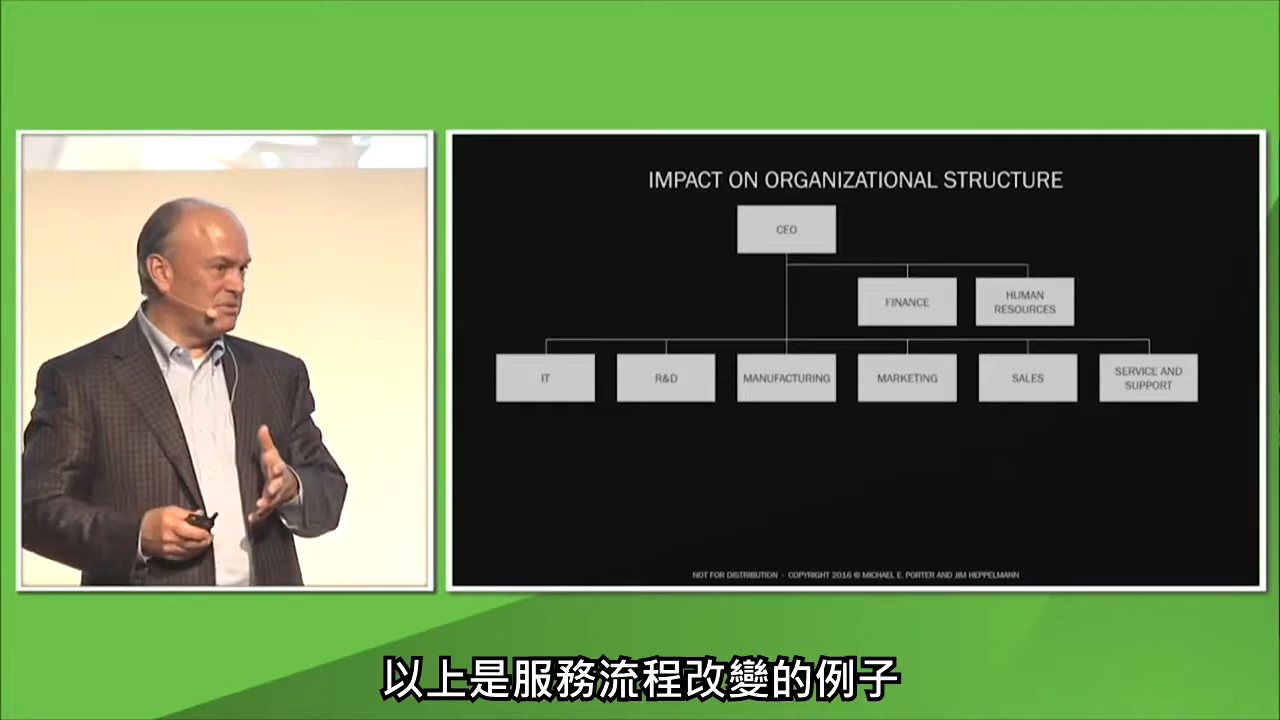 IMPACT ON ORGANIZATIONAL STRUCTURE
CEO
FINANCE
HUMAN
RESOURCES
IT
R&D
MANUFACTURING
MARKETING
SALES
SERVICE AND
SUPPORT
NOT FOR DISTRIBUTION - COPYRIGHT 2016 © MICHAEL E. PORTER AND JIM HEPPELMANN
以上是服務流程改變的例子